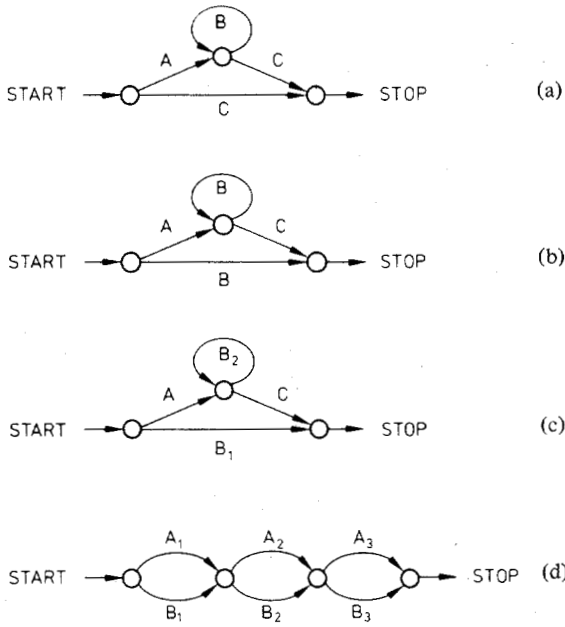 B
A C
START STOP (a)
C
B
A C
START STOP (b)
B
B₂
A C
START STOP (c)
B₁
A₁ A₂ A₃
START STOP (d)
B₁ B₂ B₃